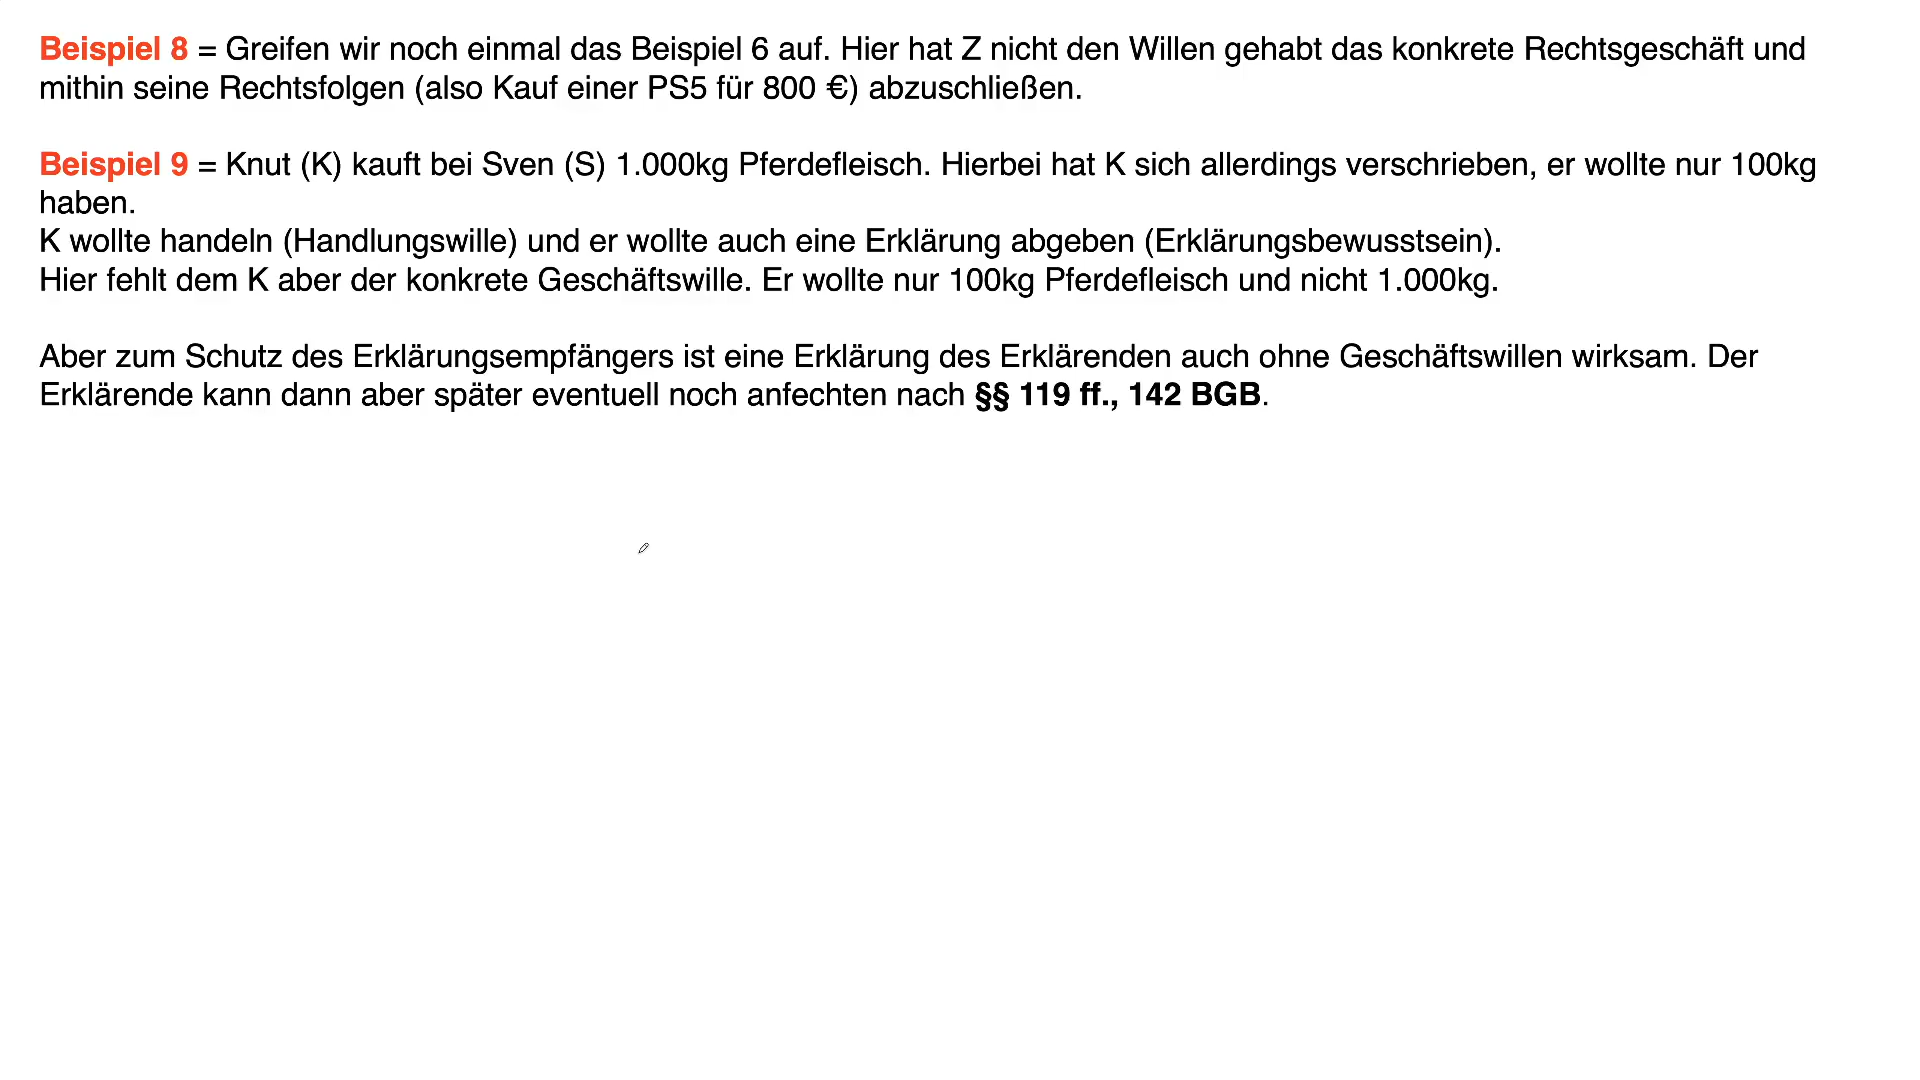 Beispiel 8 = Greifen wir noch einmal das Beispiel 6 auf. Hier hat Z nicht den Willen gehabt das konkrete Rechtsgeschäft und
mithin seine Rechtsfolgen (also Kauf einer PS5 für 800 €) abzuschließen.
Beispiel 9 = Knut (K) kauft bei Sven (S) 1.000kg Pferdefleisch. Hierbei hat K sich allerdings verschrieben, er wollte nur 100kg
haben.
K wollte handeln (Handlungswille) und er wollte auch eine Erklärung abgeben (Erklärungsbewusstsein).
Hier fehlt dem K aber der konkrete Geschäftswille. Er wollte nur 100kg Pferdefleisch und nicht 1.000kg.
Aber zum Schutz des Erklärungsempfängers ist eine Erklärung des Erklärenden auch ohne Geschäftswillen wirksam. Der
Erklärende kann dann aber später eventuell noch anfechten nach §§ 119 ff., 142 BGB.